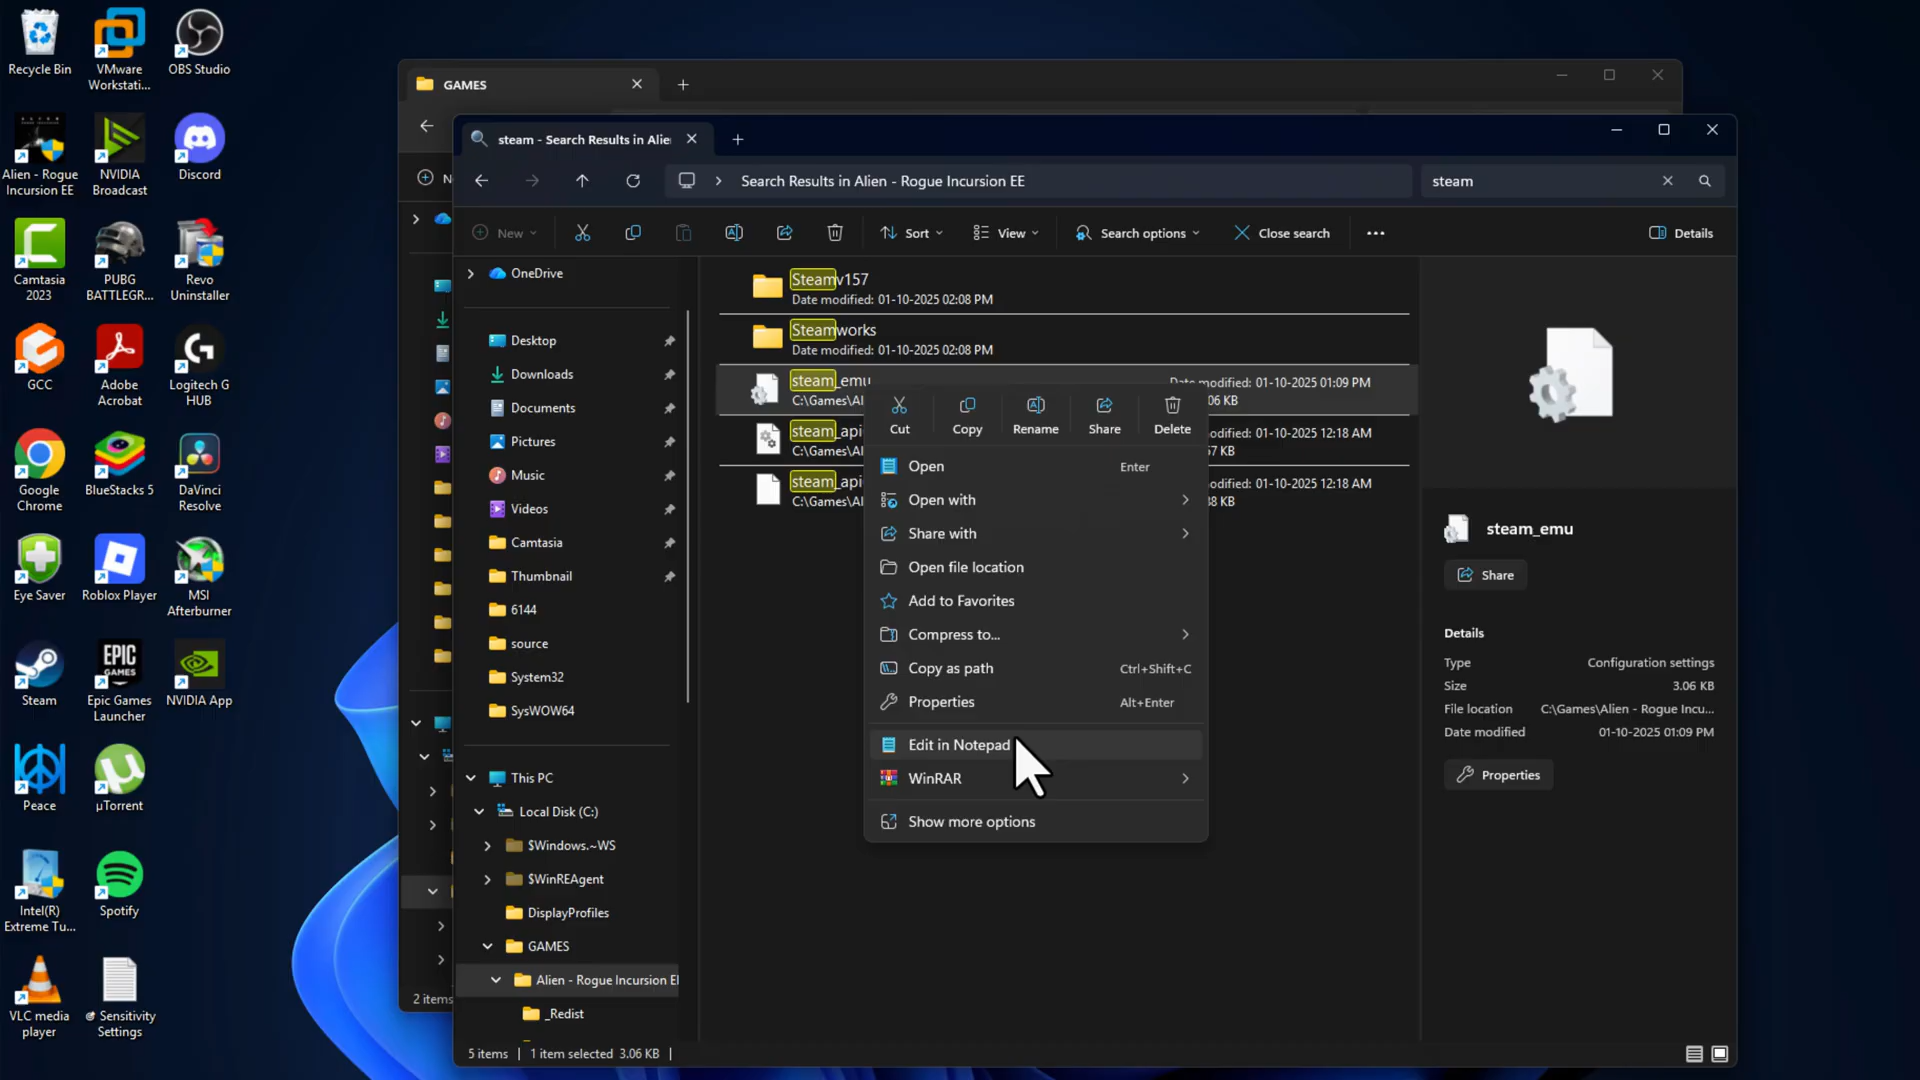 Recycle Bin
VMware
Workstati...
OBS Studio
Alien - Rogue
Incursion EE
NVIDIA
Broadcast
Discord
Camtasia
2023
PUBG
BATTLEGR...
Revo
Uninstaller
GCC
Adobe
Acrobat
Logitech G
HUB
Google
Chrome
BlueStacks 5
DaVinci
Resolve
Eye Saver
Roblox Player
MSI
Afterburner
Steam
EPIC
GAMES
Epic Games
Launcher
NVIDIA App
Peace
µTorrent
Intel(R)
Extreme Tu...
Spotify
VLC media
player
Sensitivity
Settings
GAMES
N
2 items
steam - Search Results in Alie
Search Results in Alien - Rogue Incursion EE
steam
New
Sort
View
Search options
Close search
Details
OneDrive
Desktop
Downloads
Documents
Pictures
Music
Videos
Camtasia
Thumbnail
6144
source
System32
SysWOW64
This PC
Local Disk (C:)
$Windows.~WS
$WinREAgent
DisplayProfiles
GAMES
Alien - Rogue Incursion E
_Redist
Steamv157
Date modified: 01-10-2025 02:08 PM
Steamworks
Date modified: 01-10-2025 02:08 PM
steam_emu
Date modified: 01-10-2025 01:09 PM
C:\Games\Al
06 KB
steam_api
odified: 01-10-2025 12:18 AM
C:\Games\Al
57 KB
steam_api
odified: 01-10-2025 12:18 AM
C:\Games\Al
38 KB
Cut
Copy
Rename
Share
Delete
Open Enter
Open with
Share with
Open file location
Add to Favorites
Compress to...
Copy as path Ctrl+Shift+C
Properties Alt+Enter
Edit in Notepad
WinRAR
Show more options
steam_emu
Share
Details
Type Configuration settings
Size 3.06 KB
File location C:\Games\Alien - Rogue Incu...
Date modified 01-10-2025 01:09 PM
Properties
5 items 1 item selected 3.06 KB